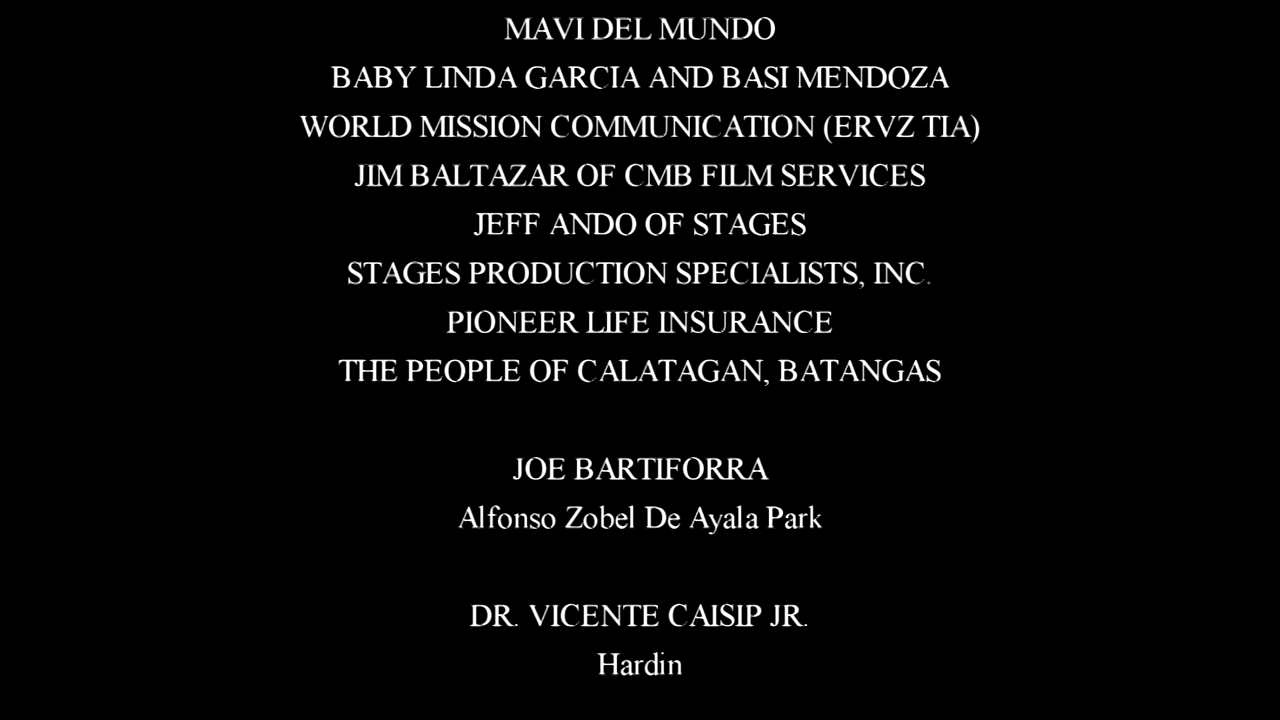 MAVI DEL MUNDO
BABY LINDA GARCIA AND BASI MENDOZA
WORLD MISSION COMMUNICATION (ERVZ TIA)
JIM BALTAZAR OF CMB FILM SERVICES
JEFF ANDO OF STAGES
STAGES PRODUCTION SPECIALISTS, INC.
PIONEER LIFE INSURANCE
THE PEOPLE OF CALATAGAN, BATANGAS
JOE BARTIFORRA
Alfonso Zobel De Ayala Park
DR. VICENTE CAISIP JR.
Hardin